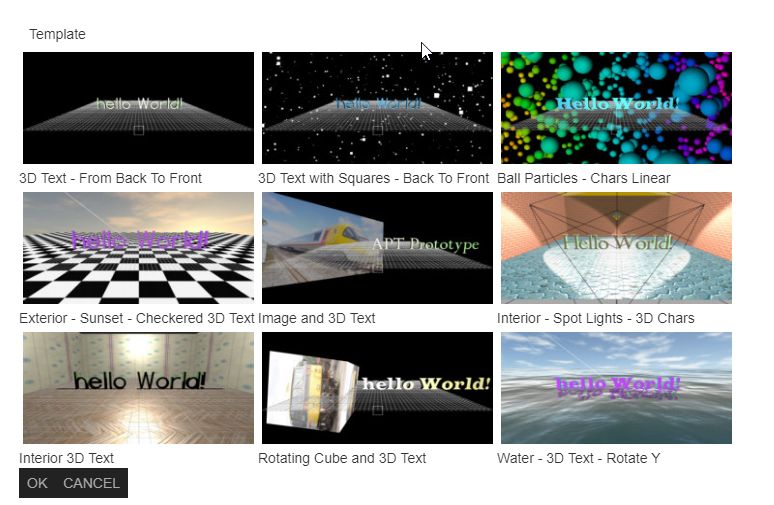 Template
hello World!
hello World!
Hello World!
3D Text - From Back To Front
3D Text with Squares - Back To Front
Ball Particles - Chars Linear
hello World!
APT Prototype
Hello World!
Exterior - Sunset - Checkered 3D Text
Image and 3D Text
Interior - Spot Lights - 3D Chars
hello World!
hello World!
hello World!
Interior 3D Text
Rotating Cube and 3D Text
Water - 3D Text - Rotate Y
OK CANCEL